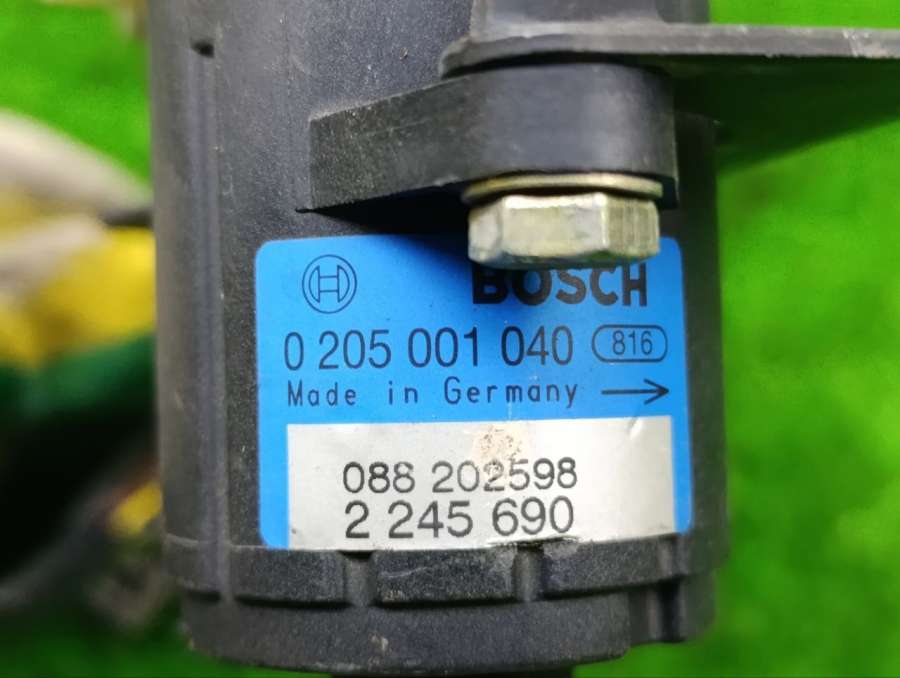 BOSCH
0 205 001 040 816
Made in Germany →
088 202598
2 245 690